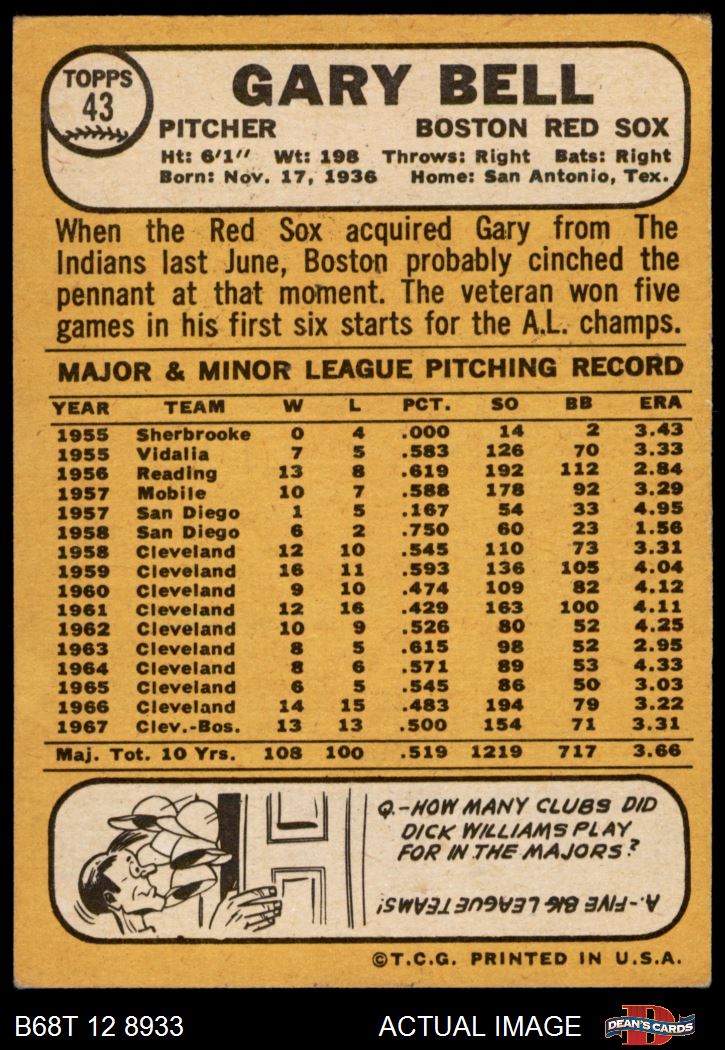 TOPPS
43
GARY BELL
PITCHER BOSTON RED SOX
Ht: 6'1" Wt: 198 Throws: Right Bats: Right
Born: Nov. 17, 1936 Home: San Antonio, Tex.
When the Red Sox acquired Gary from The
Indians last June, Boston probably cinched the
pennant at that moment. The veteran won five
games in his first six starts for the A.L. champs.
MAJOR & MINOR LEAGUE PITCHING RECORD
YEAR TEAM W L PCT. SO BB ERA
1955 Sherbrooke 0 4 .000 14 2 3.43
1955 Vidalia 7 5 .583 126 70 3.33
1956 Reading 13 8 .619 192 112 2.84
1957 Mobile 10 7 .588 178 92 3.29
1957 San Diego 1 5 .167 54 33 4.95
1958 San Diego 6 2 .750 60 23 1.56
1958 Cleveland 12 10 .545 110 73 3.31
1959 Cleveland 16 11 .593 136 105 4.04
1960 Cleveland 9 10 .474 109 82 4.12
1961 Cleveland 12 16 .429 163 100 4.11
1962 Cleveland 10 9 .526 80 52 4.25
1963 Cleveland 8 5 .615 98 52 2.95
1964 Cleveland 8 6 .571 89 53 4.33
1965 Cleveland 6 5 .545 86 50 3.03
1966 Cleveland 14 15 .483 194 79 3.22
1967 Clev.-Bos. 13 13 .500 154 71 3.31
Maj. Tot. 10 Yrs. 108 100 .519 1219 717 3.66
Q.-HOW MANY CLUBS DID
DICK WILLIAMS PLAY
FOR IN THE MAJORS?
A.-FIVE BIG LEAGUE TEAMS!
©T.C.G. PRINTED IN U.S.A.
B68T 12 8933 ACTUAL IMAGE
D
DEAN'S CARDS